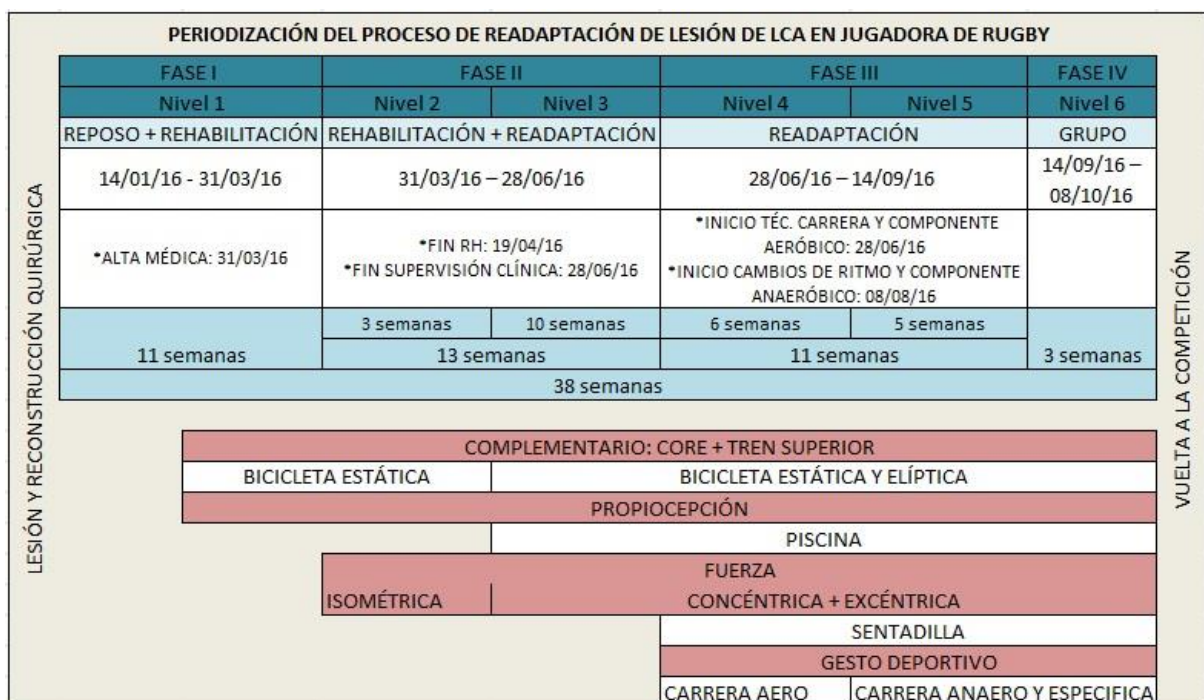 PERIODIZACIÓN DEL PROCESO DE READAPTACIÓN DE LESIÓN DE LCA EN JUGADORA DE RUGBY
LESIÓN Y RECONSTRUCCIÓN QUIRÚRGICA
FASE I FASE II FASE III FASE IV
Nivel 1 Nivel 2 Nivel 3 Nivel 4 Nivel 5 Nivel 6
REPOSO + REHABILITACIÓN REHABILITACIÓN + READAPTACIÓN READAPTACIÓN GRUPO
14/01/16 - 31/03/16 31/03/16 – 28/06/16 28/06/16 – 14/09/16 14/09/16 –
08/10/16
*ALTA MÉDICA: 31/03/16
*FIN RH: 19/04/16
*FIN SUPERVISIÓN CLÍNICA: 28/06/16
*INICIO TÉC. CARRERA Y COMPONENTE
AERÓBICO: 28/06/16
*INICIO CAMBIOS DE RITMO Y COMPONENTE
ANAERÓBICO: 08/08/16
3 semanas 10 semanas 6 semanas 5 semanas
11 semanas 13 semanas 11 semanas 3 semanas
38 semanas
COMPLEMENTARIO: CORE + TREN SUPERIOR
BICICLETA ESTÁTICA BICICLETA ESTÁTICA Y ELÍPTICA
PROPIOCEPCIÓN
PISCINA
FUERZA
ISOMÉTRICA CONCÉNTRICA + EXCÉNTRICA
SENTADILLA
GESTO DEPORTIVO
CARRERA AERO CARRERA ANAERO Y ESPECIFICA
VUELTA A LA COMPETICIÓN